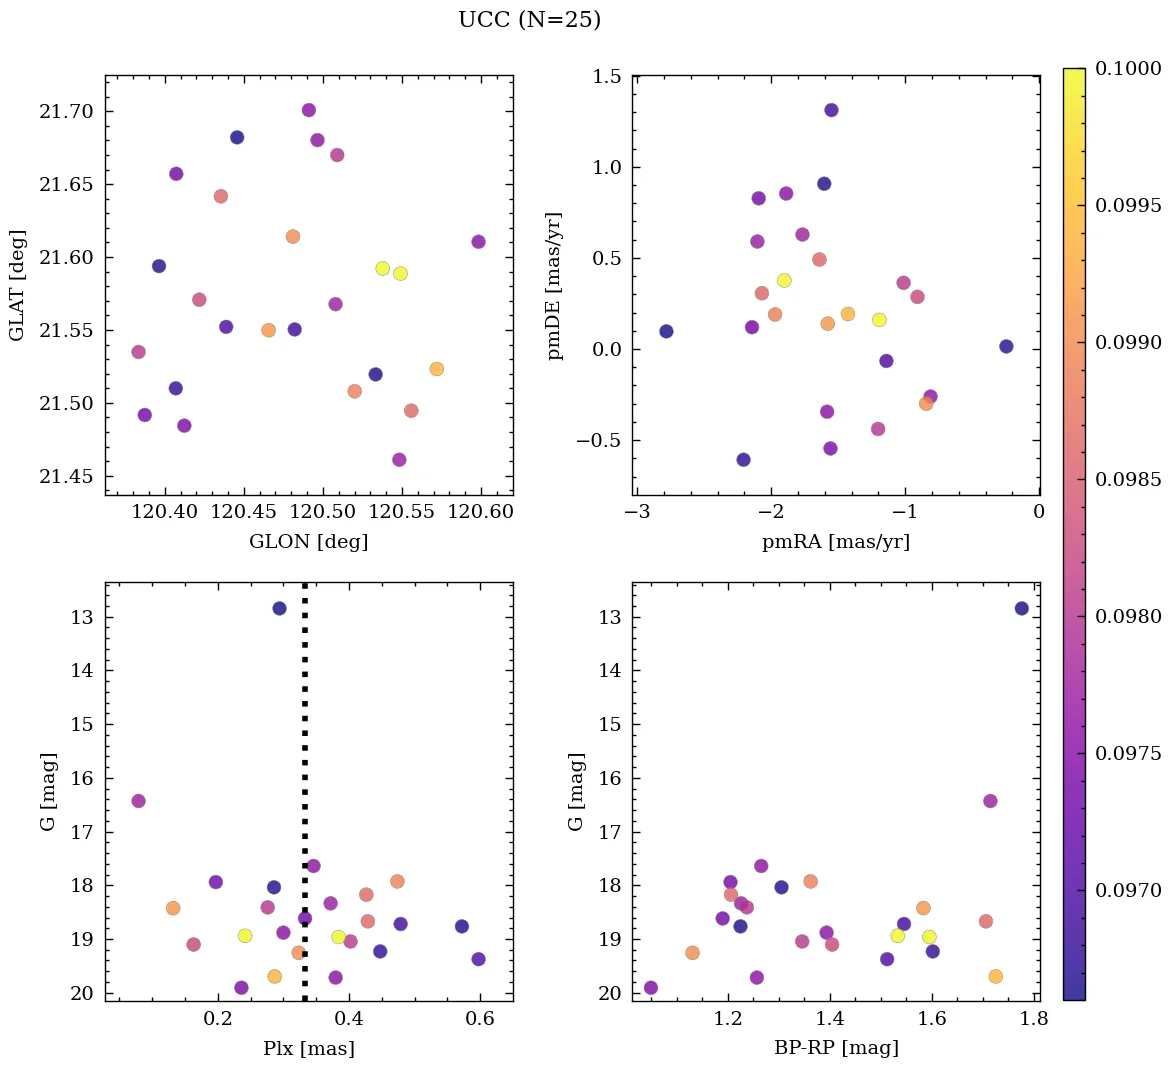 UCC (N=25)
21.70
21.65
21.60
21.55
21.50
21.45
GLAT [deg]
120.40 120.45 120.50 120.55 120.60
GLON [deg]
1.5
1.0
0.5
0.0
−0.5
pmDE [mas/yr]
−3 −2 −1 0
pmRA [mas/yr]
13
14
15
16
17
18
19
20
G [mag]
0.2 0.4 0.6
Plx [mas]
13
14
15
16
17
18
19
20
G [mag]
1.2 1.4 1.6 1.8
BP-RP [mag]
0.1000
0.0995
0.0990
0.0985
0.0980
0.0975
0.0970